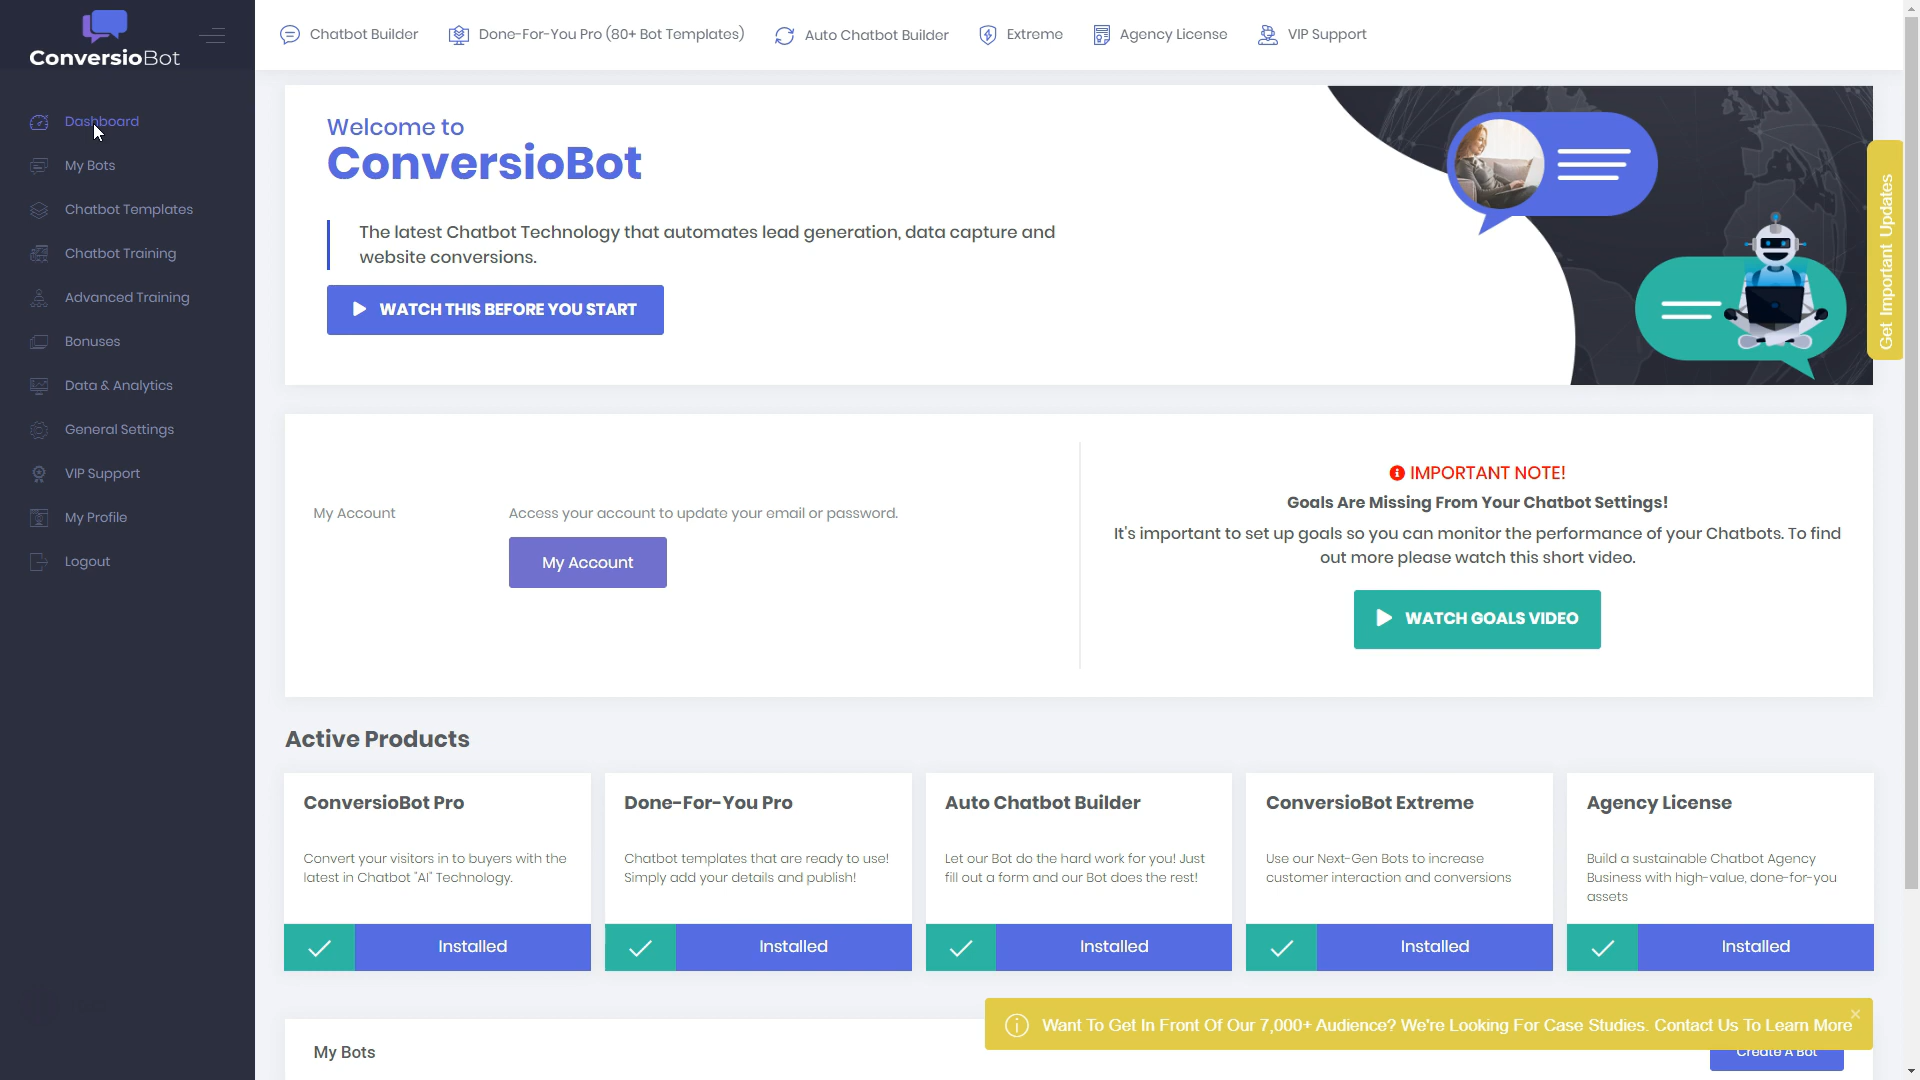 ConversioBot
Chatbot Builder
Done-For-You Pro (80+ Bot Templates)
Auto Chatbot Builder
Extreme
Agency License
VIP Support
Dashboard
My Bots
Chatbot Templates
Chatbot Training
Advanced Training
Bonuses
Data & Analytics
General Settings
VIP Support
My Profile
Logout
Welcome to
ConversioBot
The latest Chatbot Technology that automates lead generation, data capture and
website conversions.
WATCH THIS BEFORE YOU START
Get Important Updates
My Account
Access your account to update your email or password.
My Account
IMPORTANT NOTE!
Goals Are Missing From Your Chatbot Settings!
It's important to set up goals so you can monitor the performance of your Chatbots. To find
out more please watch this short video.
WATCH GOALS VIDEO
Active Products
ConversioBot Pro
Convert your visitors in to buyers with the
latest in Chatbot "AI" Technology.
Installed
Done-For-You Pro
Chatbot templates that are ready to use!
Simply add your details and publish!
Installed
Auto Chatbot Builder
Let our Bot do the hard work for you! Just
fill out a form and our Bot does the rest!
Installed
ConversioBot Extreme
Use our Next-Gen Bots to increase
customer interaction and conversions
Installed
Agency License
Build a sustainable Chatbot Agency
Business with high-value, done-for-you
assets
Installed
Want To Get In Front Of Our 7,000+ Audience? We're Looking For Case Studies. Contact Us To Learn More
My Bots
Create A Bot